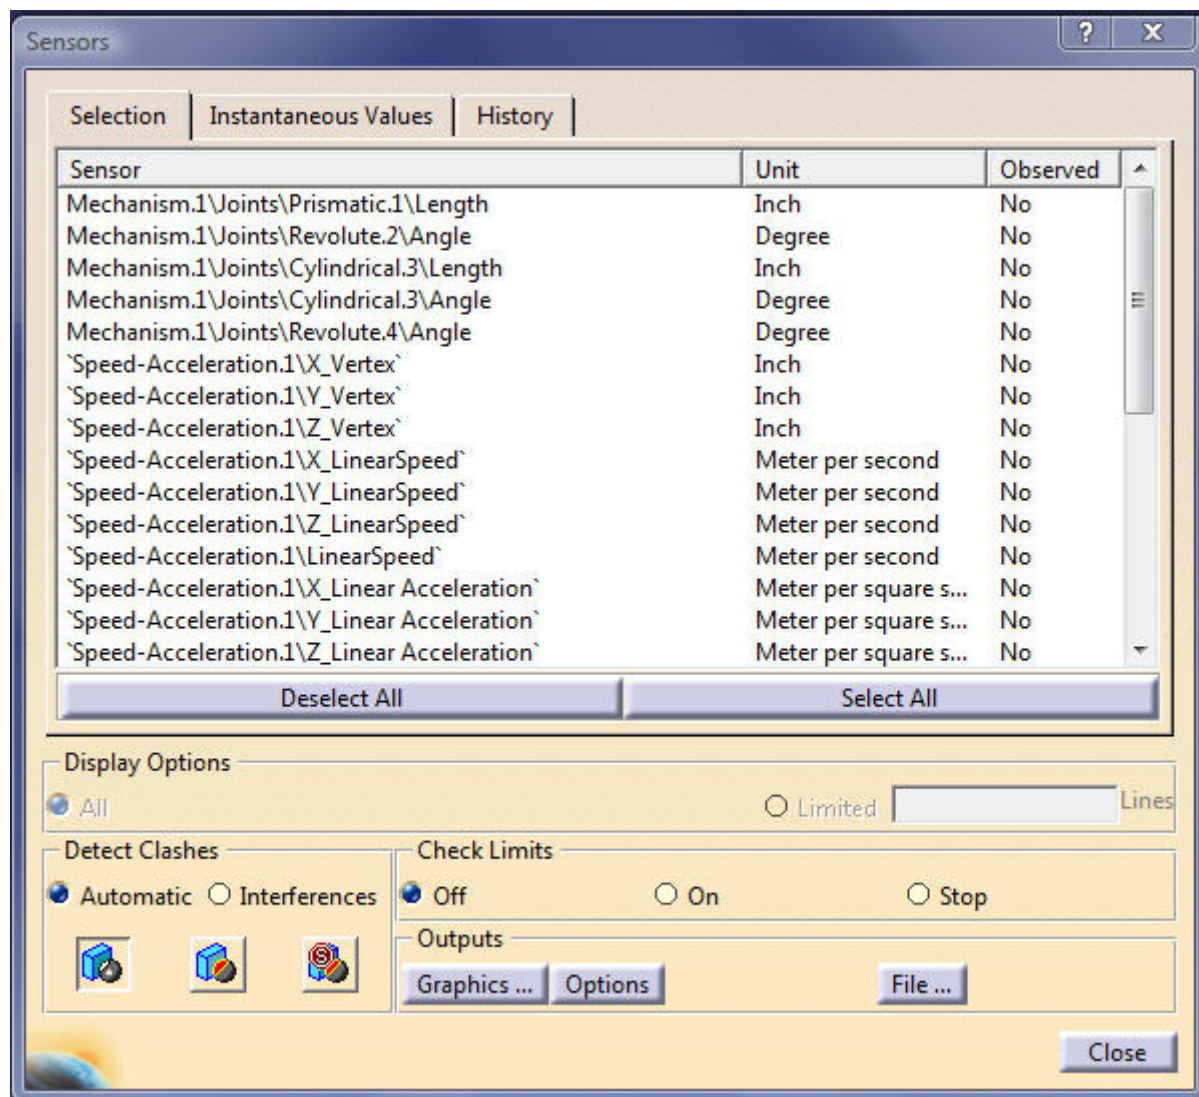 Sensors
Selection Instantaneous Values History
Sensor Unit Observed
Mechanism.1\Joints\Prismatic.1\Length Inch No
Mechanism.1\Joints\Revolute.2\Angle Degree No
Mechanism.1\Joints\Cylindrical.3\Length Inch No
Mechanism.1\Joints\Cylindrical.3\Angle Degree No
Mechanism.1\Joints\Revolute.4\Angle Degree No
`Speed-Acceleration.1\X_Vertex` Inch No
`Speed-Acceleration.1\Y_Vertex` Inch No
`Speed-Acceleration.1\Z_Vertex` Inch No
`Speed-Acceleration.1\X_LinearSpeed` Meter per second No
`Speed-Acceleration.1\Y_LinearSpeed` Meter per second No
`Speed-Acceleration.1\Z_LinearSpeed` Meter per second No
`Speed-Acceleration.1\LinearSpeed` Meter per second No
`Speed-Acceleration.1\X_Linear Acceleration` Meter per square s... No
`Speed-Acceleration.1\Y_Linear Acceleration` Meter per square s... No
`Speed-Acceleration.1\Z_Linear Acceleration` Meter per square s... No
Deselect All Select All
Display Options
All Limited Lines
Detect Clashes Check Limits
Automatic Interferences Off On Stop
Outputs
Graphics ... Options File ...
Close